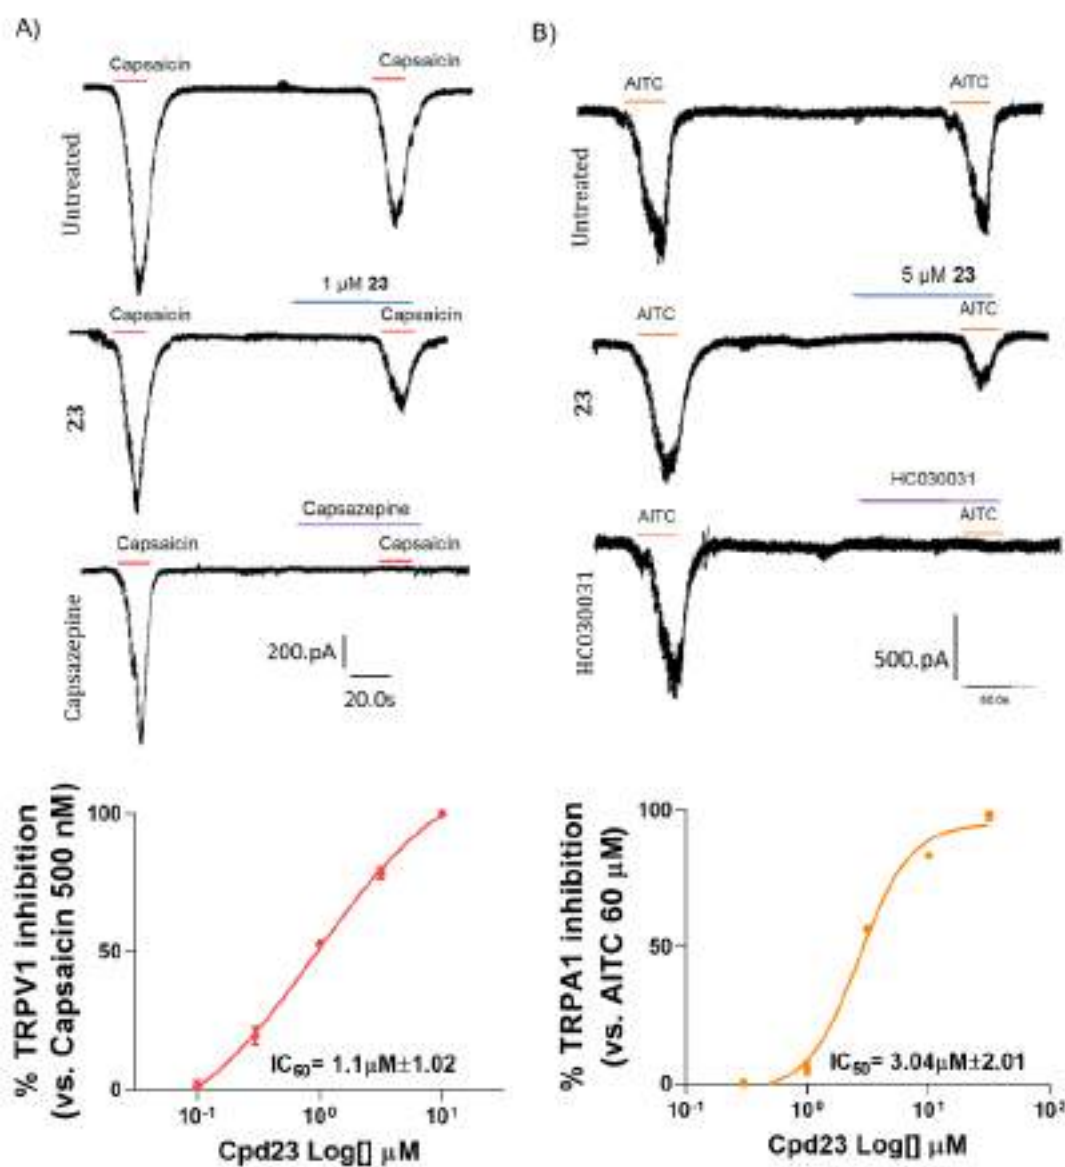 A)
Capsaicin
Capsaicin
Untreated
1 μM 23
Capsaicin
Capsaicin
23
Capsazepine
Capsaicin
Capsaicin
Capsazepine
200.pA
20.0s
% TRPV1 inhibition
(vs. Capsaicin 500 nM)
100
50
0
IC50= 1.1μM±1.02
10-1
100
101
Cpd23 Log[] μM
B)
AITC
AITC
Untreated
5 μM 23
AITC
AITC
23
HC030031
AITC
AITC
HC030031
500.pA
% TRPA1 inhibition
(vs. AITC 60 μM)
100
50
0
IC50= 3.04μM±2.01
10-1
100
101
102
Cpd23 Log[] μM